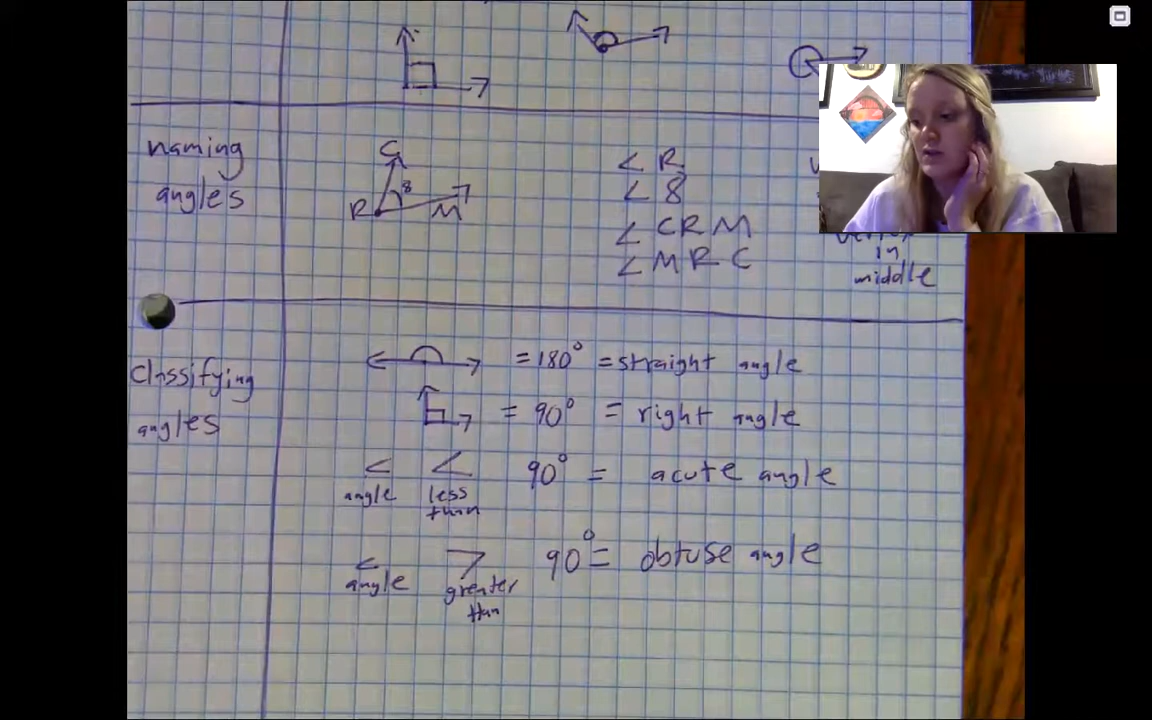 naming
angles
C
8
R
M
< R
< 8
< CRM
< MRC
in
middle
classifying
angles
= 180° = straight angle
= 90° = right angle
< < 90° = acute angle
angle less
than
< > 90° = obtuse angle
angle greater
than